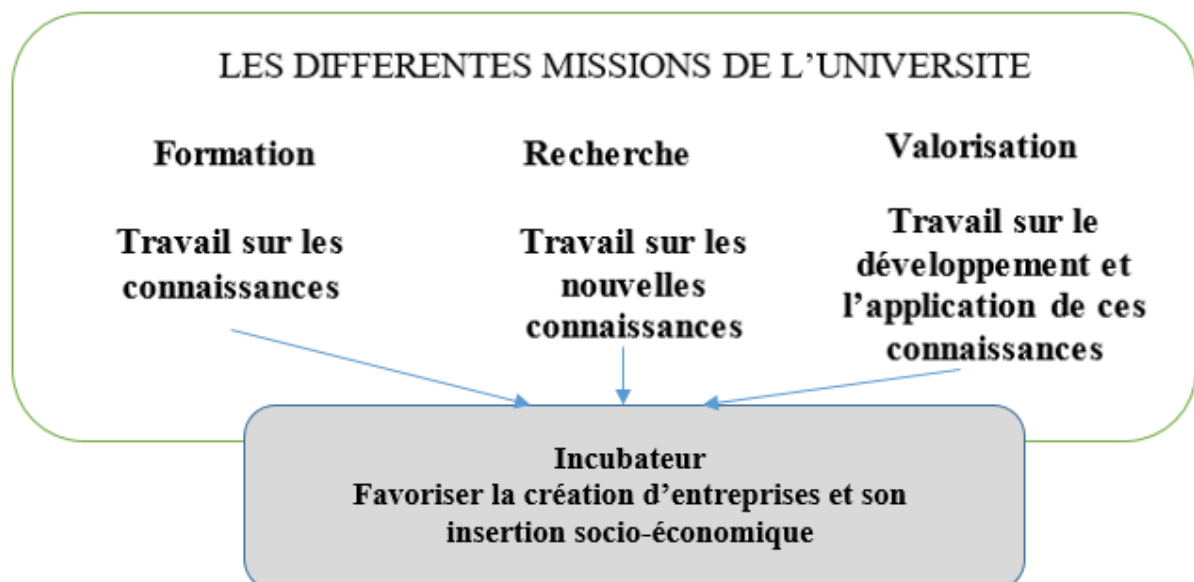 LES DIFFERENTES MISSIONS DE L’UNIVERSITE
Formation
Travail sur les
connaissances
Recherche
Travail sur les
nouvelles
connaissances
Valorisation
Travail sur le
développement et
l’application de ces
connaissances
Incubateur
Favoriser la création d’entreprises et son
insertion socio-économique